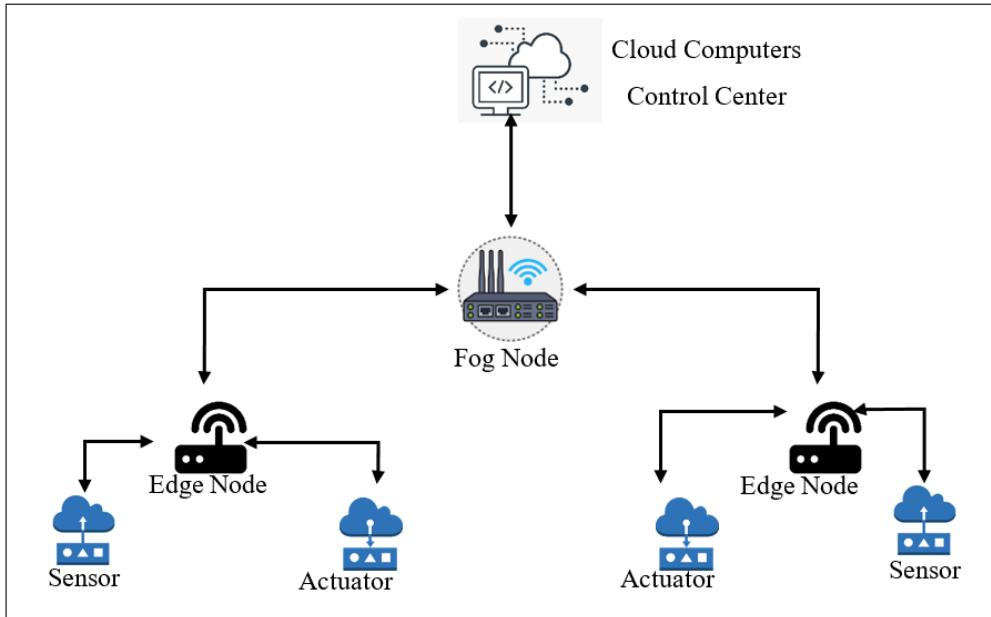 Cloud Computers
Control Center
</>
Fog Node
Edge Node
Edge Node
Sensor
Actuator
Actuator
Sensor